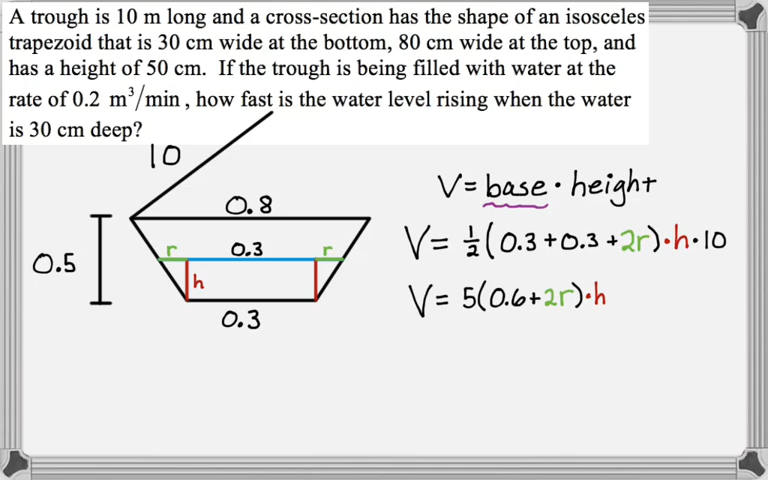 A trough is 10 m long and a cross-section has the shape of an isosceles
trapezoid that is 30 cm wide at the bottom, 80 cm wide at the top, and
has a height of 50 cm. If the trough is being filled with water at the
rate of 0.2 m³/min, how fast is the water level rising when the water
is 30 cm deep?
10
0.8
0.5
r 0.3 r
h
0.3
V = base · height
V = ½(0.3+0.3+2r)·h·10
V = 5(0.6+2r)·h